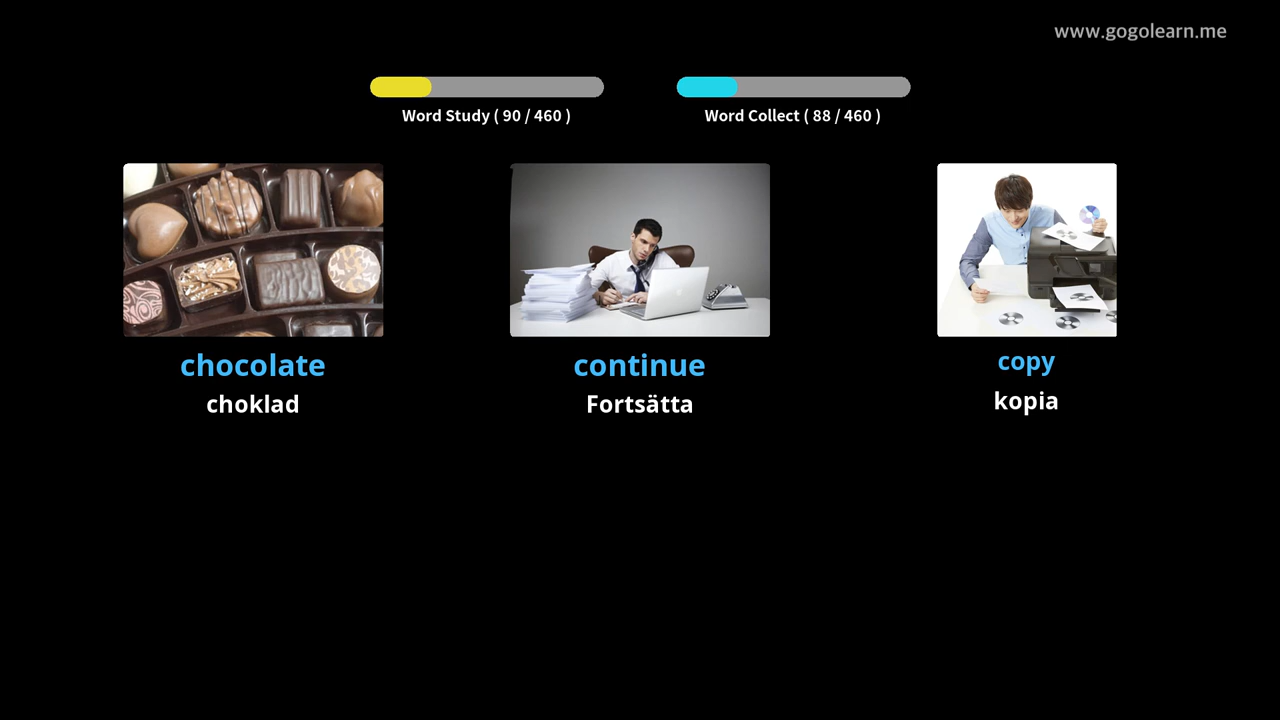 www.gogolearn.me
Word Study ( 90 / 460 )
Word Collect ( 88 / 460 )
chocolate
choklad
continue
Fortsätta
copy
kopia